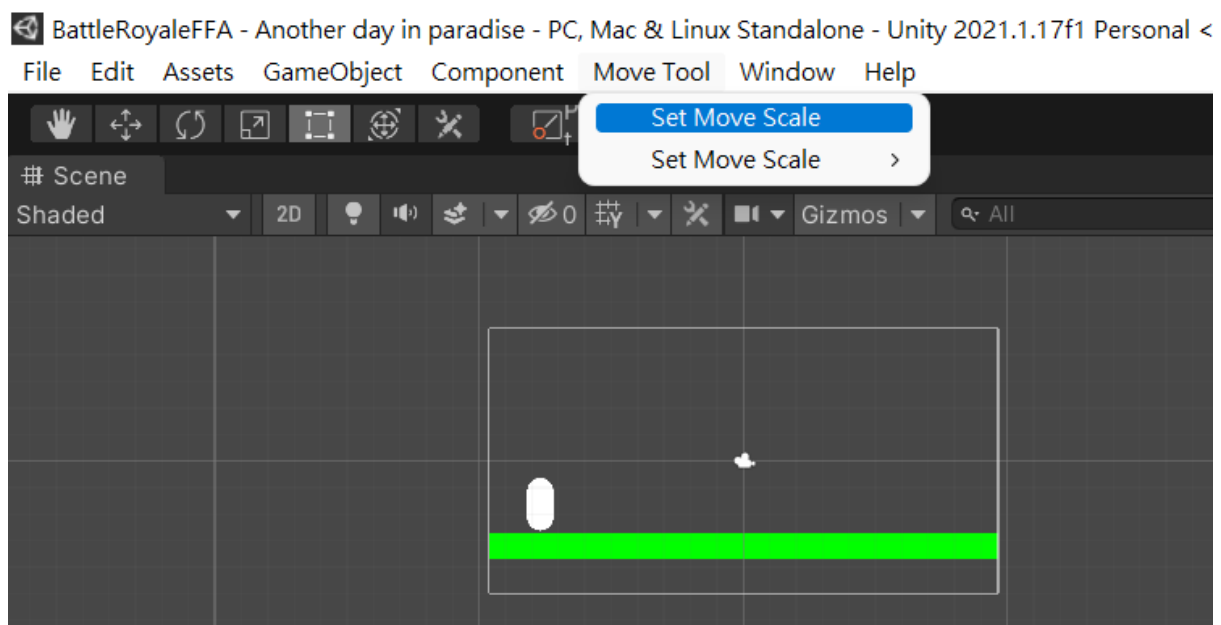 BattleRoyaleFFA - Another day in paradise - PC, Mac & Linux Standalone - Unity 2021.1.17f1 Personal <
File Edit Assets GameObject Component Move Tool Window Help
Set Move Scale
Set Move Scale >
# Scene
Shaded 2D 0 Gizmos All